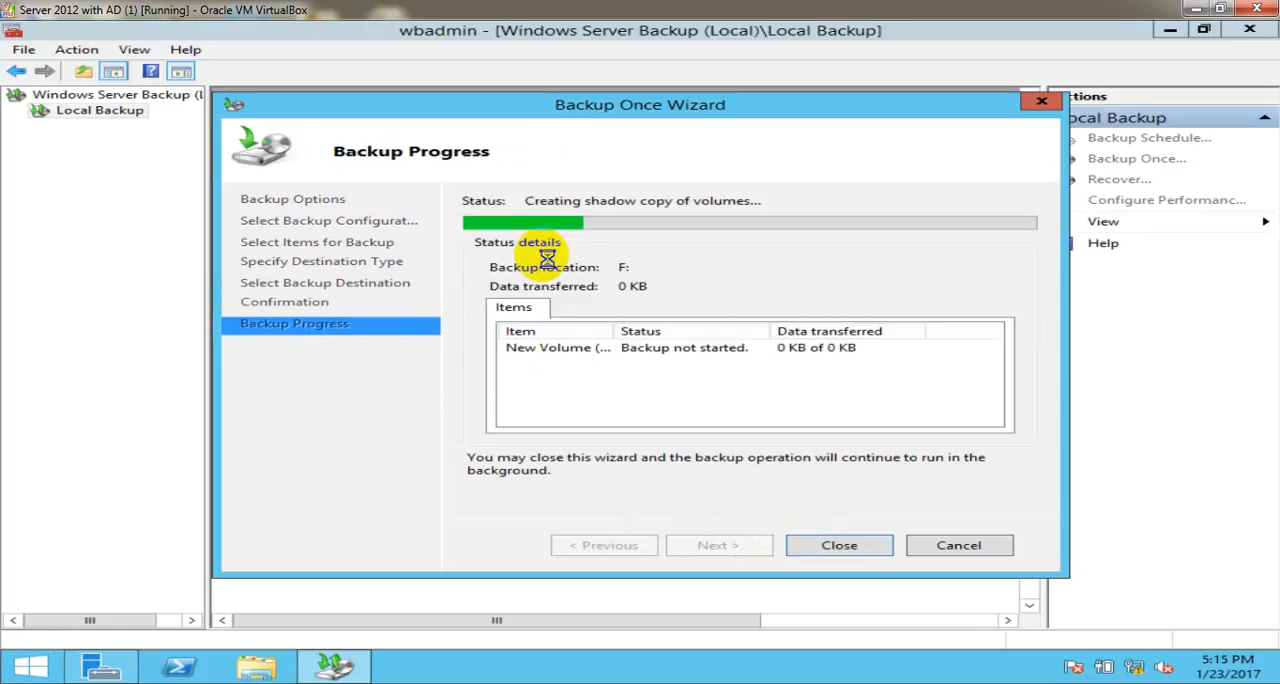 Server 2012 with AD (1) [Running] - Oracle VM VirtualBox
wbadmin - [Windows Server Backup (Local)\Local Backup]
File Action View Help
Windows Server Backup (L
Local Backup
Backup Once Wizard
Backup Progress
Backup Options
Select Backup Configurat...
Select Items for Backup
Specify Destination Type
Select Backup Destination
Confirmation
Backup Progress
Status: Creating shadow copy of volumes...
Status details
Backup location: F:
Data transferred: 0 KB
Items
Item Status Data transferred
New Volume (... Backup not started. 0 KB of 0 KB
You may close this wizard and the backup operation will continue to run in the
background.
< Previous Next > Close Cancel
ctions
ocal Backup
Backup Schedule...
Backup Once...
Recover...
Configure Performance...
View
Help
5:15 PM
1/23/2017